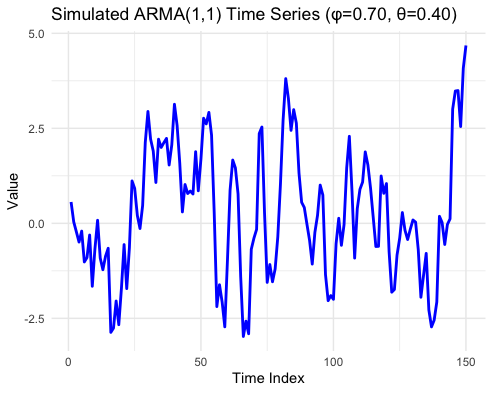 Simulated ARMA(1,1) Time Series (φ=0.70, θ=0.40)
5.0
2.5
0.0
-2.5
Value
0 50 100 150
Time Index